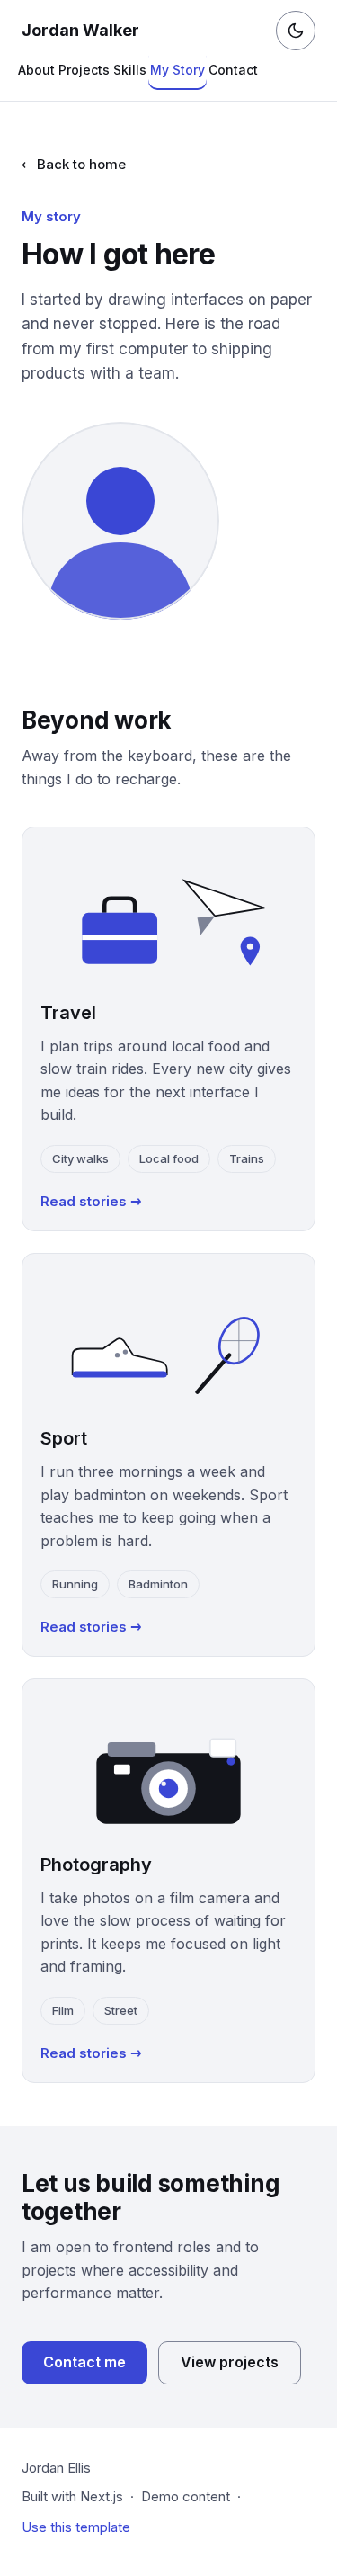 Jordan Walker
About Projects Skills My Story Contact
← Back to home
My story
How I got here
I started by drawing interfaces on paper
and never stopped. Here is the road
from my first computer to shipping
products with a team.
Beyond work
Away from the keyboard, these are the
things I do to recharge.
Travel
I plan trips around local food and
slow train rides. Every new city gives
me ideas for the next interface I
build.
City walks Local food Trains
Read stories →
Sport
I run three mornings a week and
play badminton on weekends. Sport
teaches me to keep going when a
problem is hard.
Running Badminton
Read stories →
Photography
I take photos on a film camera and
love the slow process of waiting for
prints. It keeps me focused on light
and framing.
Film Street
Read stories →
Let us build something
together
I am open to frontend roles and to
projects where accessibility and
performance matter.
Contact me View projects
Jordan Ellis
Built with Next.js · Demo content ·
Use this template